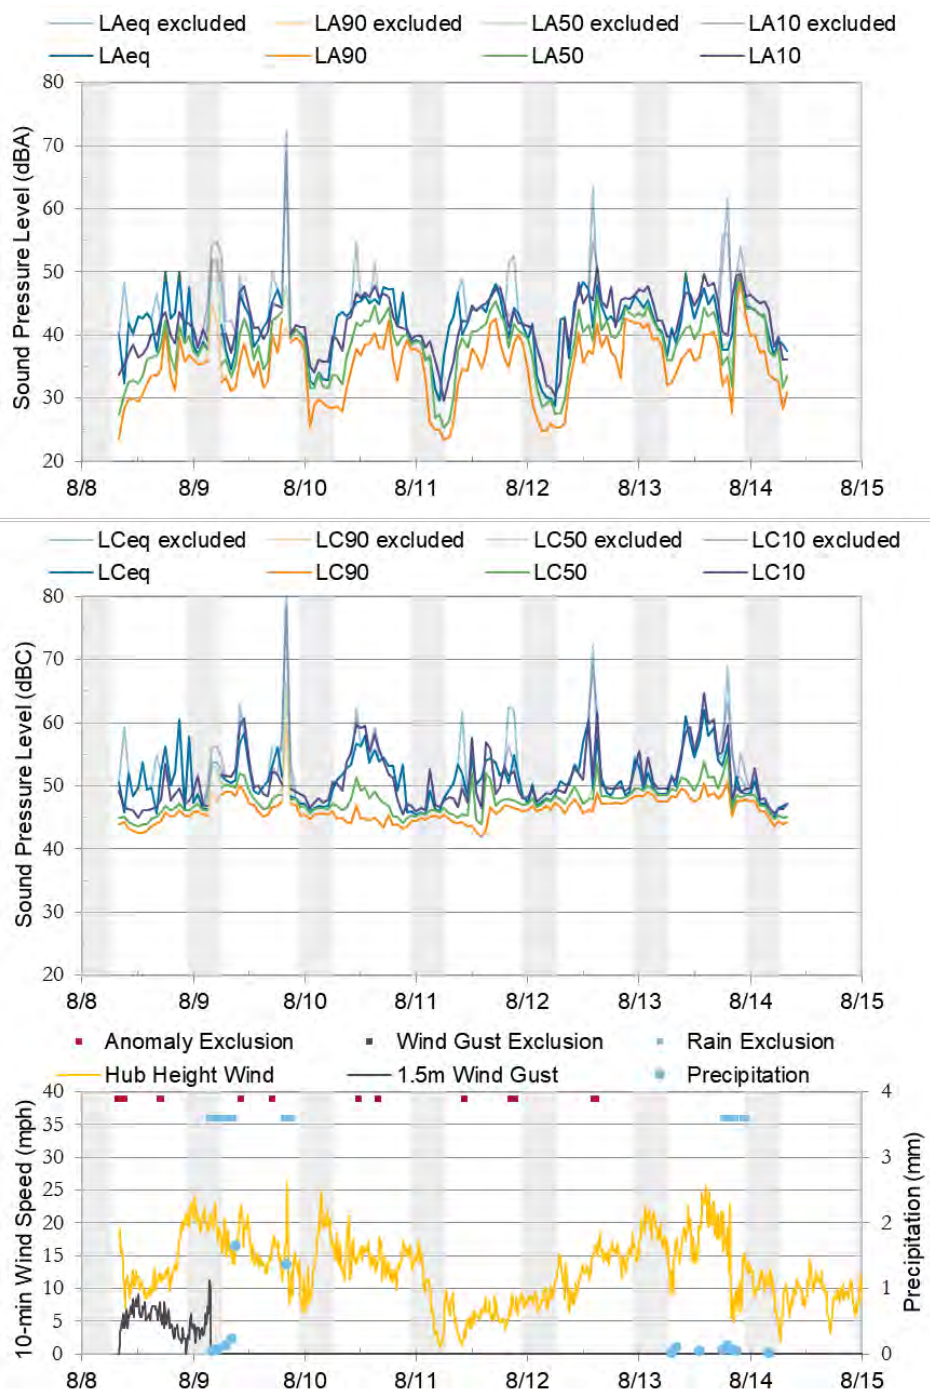 LAeq excluded LA90 excluded LA50 excluded LA10 excluded
LAeq LA90 LA50 LA10
Sound Pressure Level (dBA)
80
70
60
50
40
30
20
8/8 8/9 8/10 8/11 8/12 8/13 8/14 8/15
LCeq excluded LC90 excluded LC50 excluded LC10 excluded
LCeq LC90 LC50 LC10
Sound Pressure Level (dBC)
80
70
60
50
40
30
20
8/8 8/9 8/10 8/11 8/12 8/13 8/14 8/15
Anomaly Exclusion Wind Gust Exclusion Rain Exclusion
Hub Height Wind 1.5m Wind Gust Precipitation
10-min Wind Speed (mph)
40 4
35
30 3
25
20 2
15
10 1
5
0 0
Precipitation (mm)
8/8 8/9 8/10 8/11 8/12 8/13 8/14 8/15